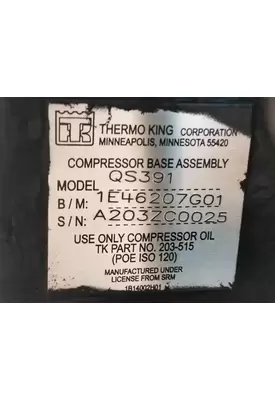 TK
THERMO KING CORPORATION
MINNEAPOLIS, MINNESOTA 55420
COMPRESSOR BASE ASSEMBLY
MODEL QS391
B/M: 1E46207G01
S/N: A203ZC0025
USE ONLY COMPRESSOR OIL
TK PART NO. 203-515
(POE ISO 120)
MANUFACTURED UNDER
LICENSE FROM SRM
1B14002H01